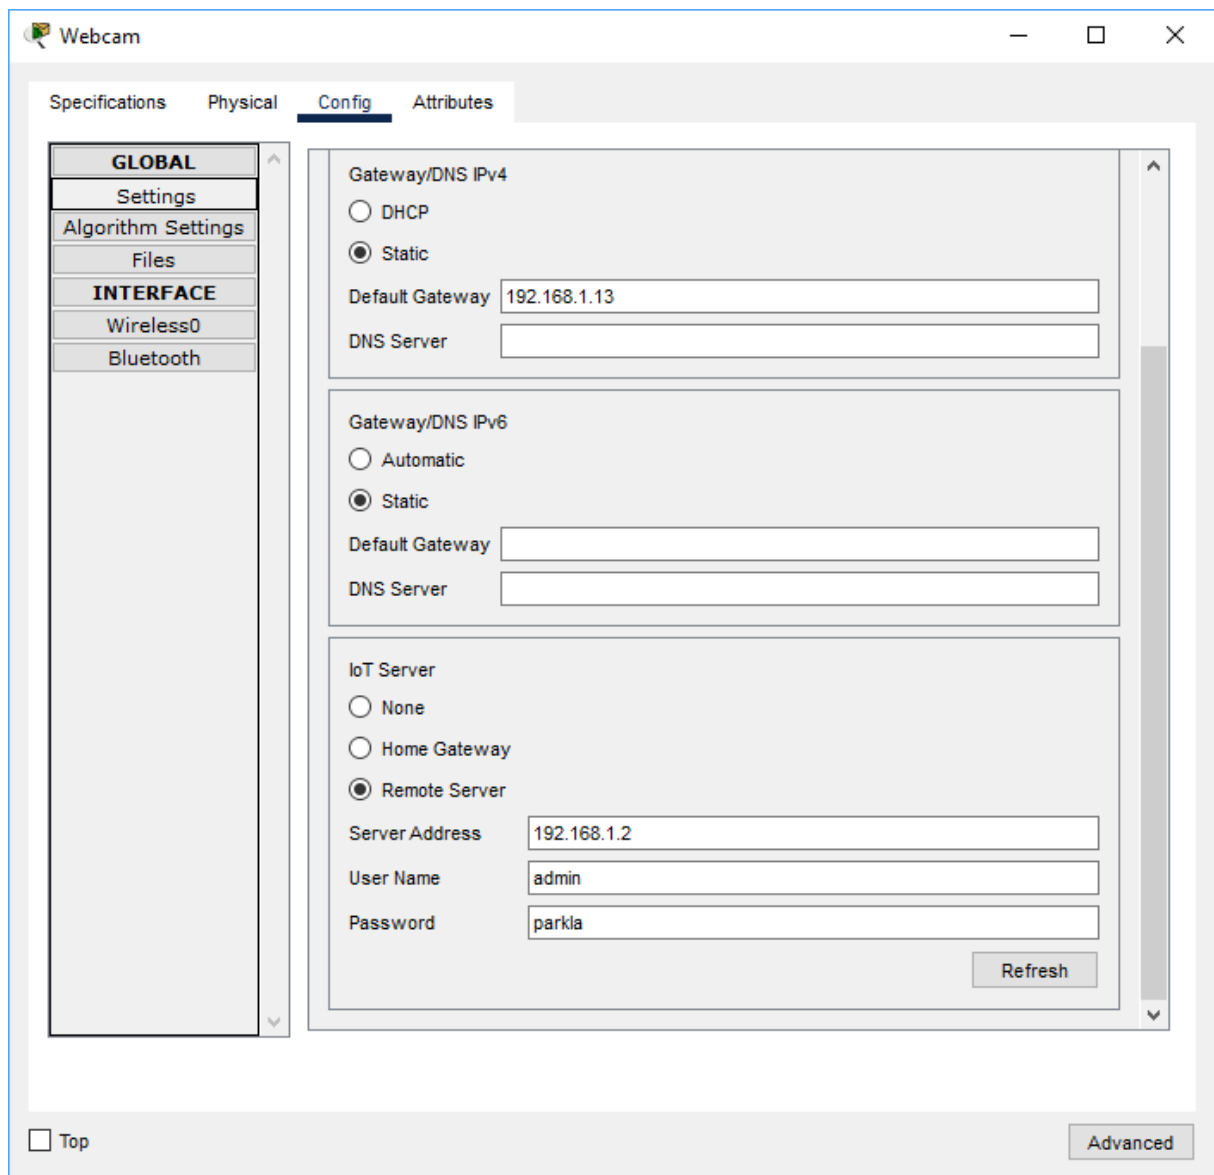 Webcam
Specifications Physical Config Attributes
GLOBAL
Settings
Algorithm Settings
Files
INTERFACE
Wireless0
Bluetooth
Gateway/DNS IPv4
DHCP
Static
Default Gateway 192.168.1.13
DNS Server
Gateway/DNS IPv6
Automatic
Static
Default Gateway
DNS Server
IoT Server
None
Home Gateway
Remote Server
Server Address 192.168.1.2
User Name admin
Password parkla
Refresh
Top
Advanced